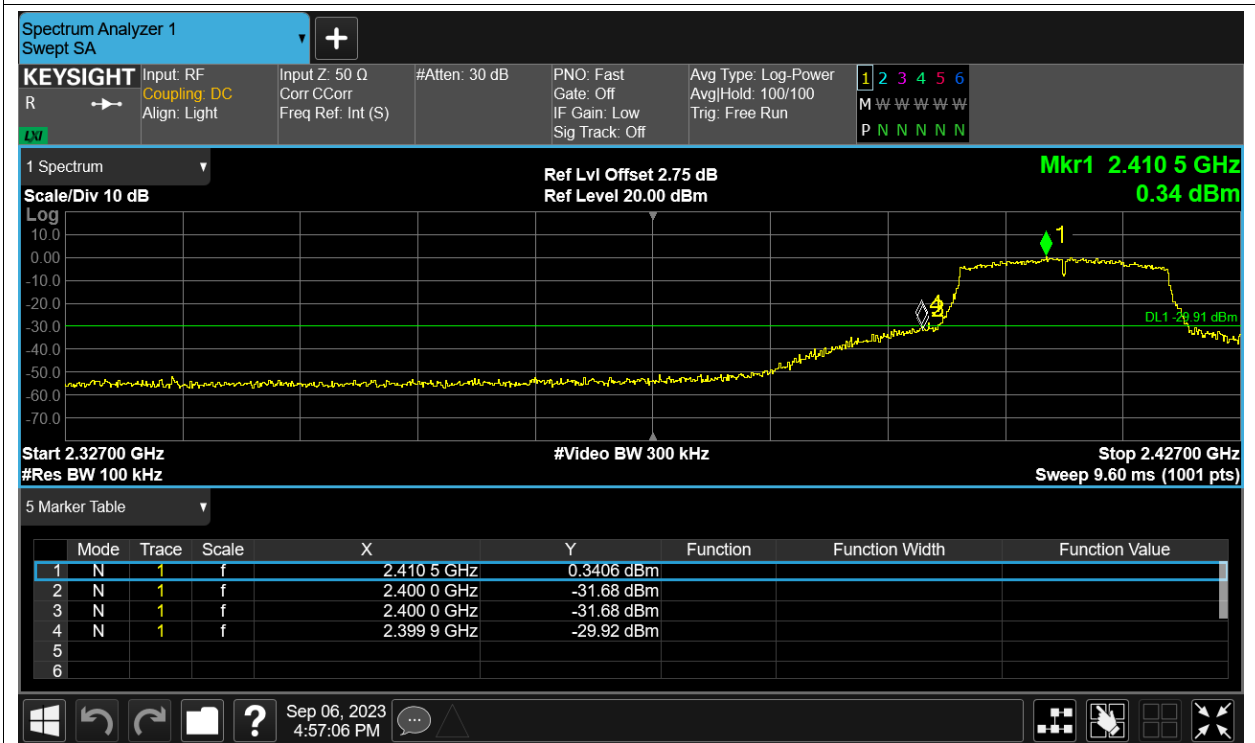 Spectrum Analyzer 1
Swept SA
KEYSIGHT
R
LXI
Input: RF
Coupling: DC
Align: Light
Input Z: 50 Ω
Corr CCorr
Freq Ref: Int (S)
#Atten: 30 dB
PNO: Fast
Gate: Off
IF Gain: Low
Sig Track: Off
Avg Type: Log-Power
Avg|Hold: 100/100
Trig: Free Run
1 2 3 4 5 6
M W W W W W
P N N N N N
1 Spectrum
Scale/Div 10 dB
Ref Lvl Offset 2.75 dB
Ref Level 20.00 dBm
Mkr1 2.410 5 GHz
0.34 dBm
Log
10.0
0.00
-10.0
-20.0
-30.0
-40.0
-50.0
-60.0
-70.0
1
DL1 -29.91 dBm
Start 2.32700 GHz
#Video BW 300 kHz
Stop 2.42700 GHz
#Res BW 100 kHz
Sweep 9.60 ms (1001 pts)
5 Marker Table
Mode Trace Scale X Y Function Function Width Function Value
1 N 1 f 2.410 5 GHz 0.3406 dBm
2 N 1 f 2.400 0 GHz -31.68 dBm
3 N 1 f 2.400 0 GHz -31.68 dBm
4 N 1 f 2.399 9 GHz -29.92 dBm
5
6
?
Sep 06, 2023
4:57:06 PM